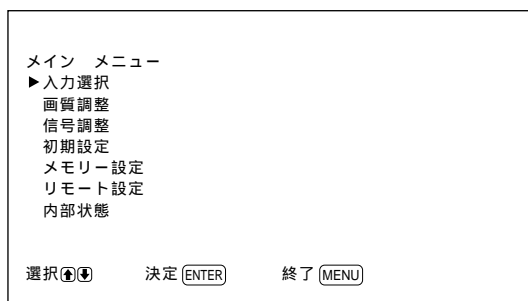 メイン　メニュー
▶入力選択
画質調整
信号調整
初期設定
メモリー設定
リモート設定
内部状態
選択⬆⬇　決定 ENTER　終了 MENU